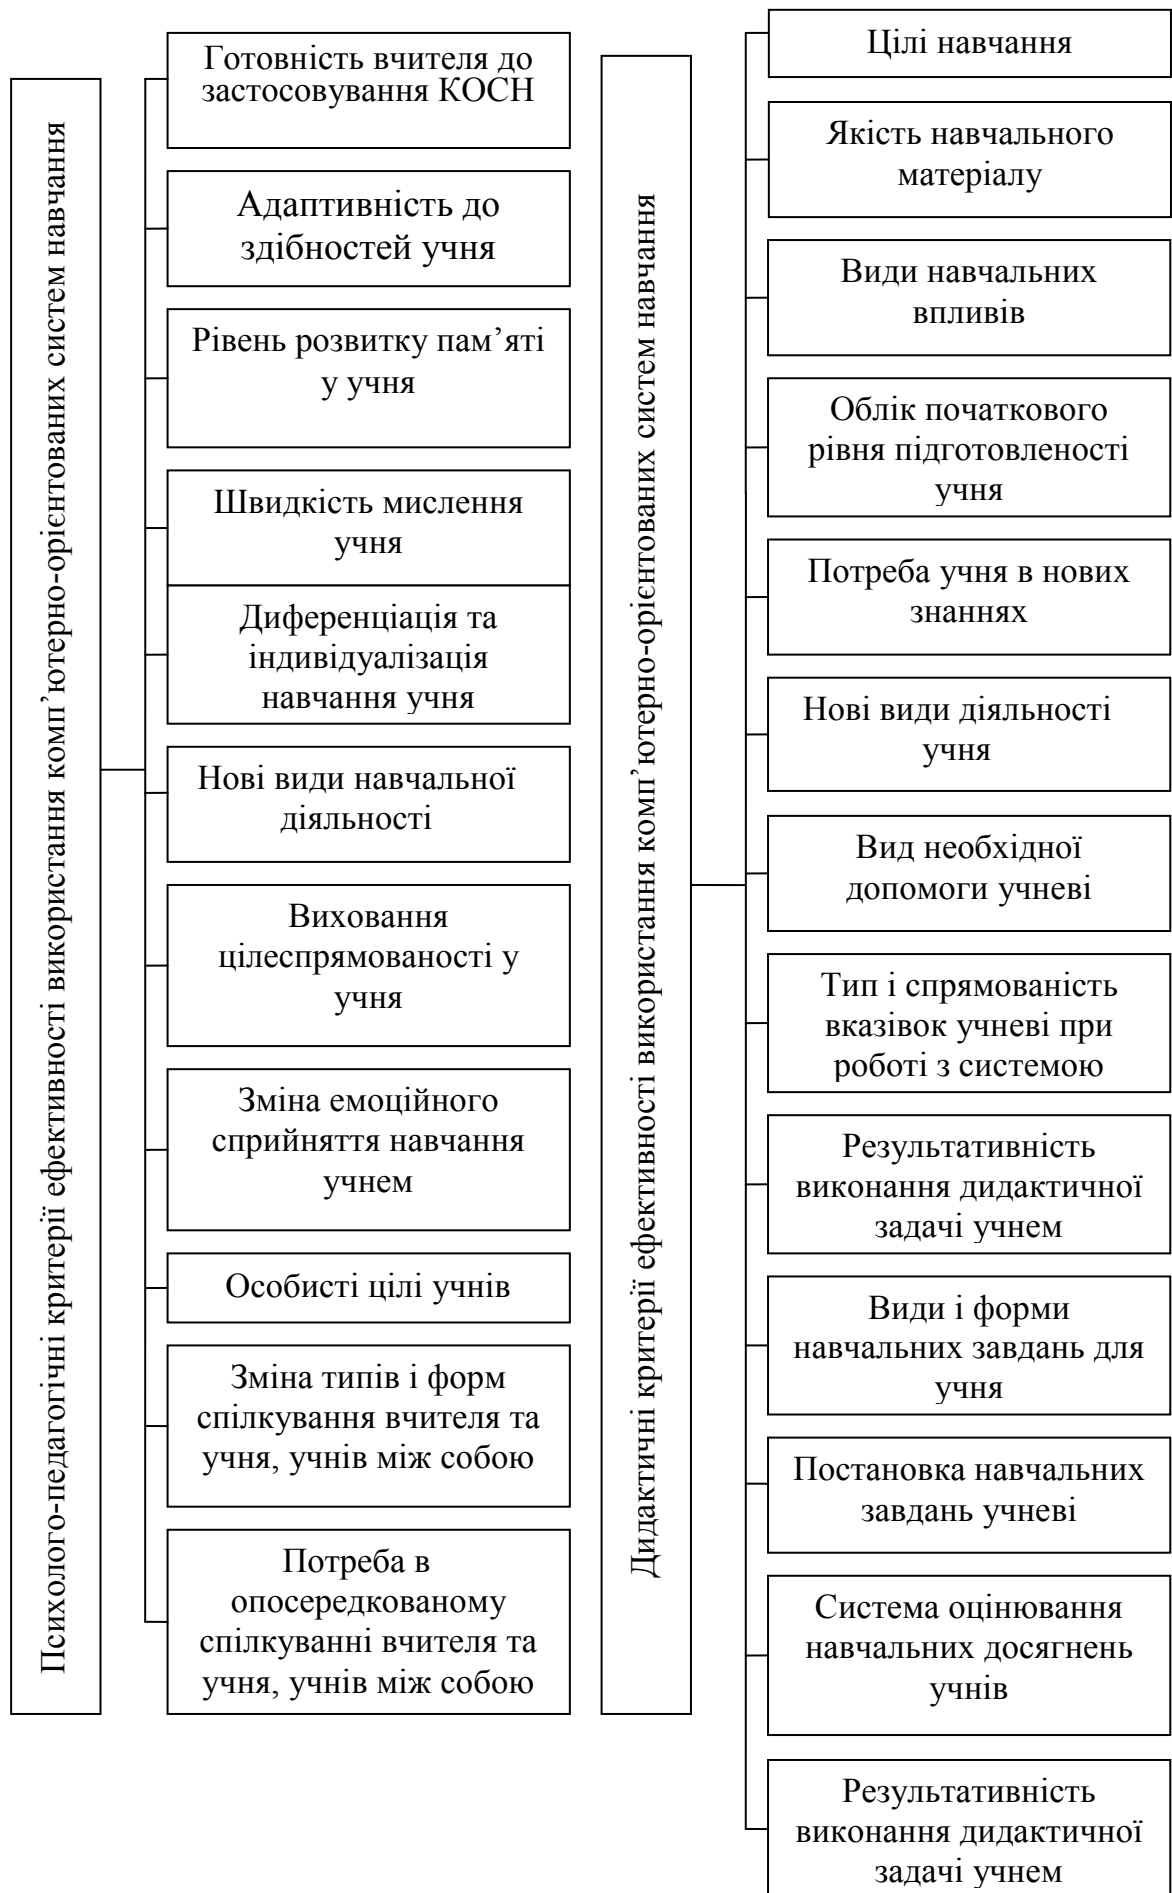 Психолого-педагогічні критерії ефективності використання комп’ютерно-орієнтованих систем навчання
Готовність вчителя до
застосовування КОСН
Адаптивність до
здібностей учня
Рівень розвитку пам’яті
у учня
Швидкість мислення
учня
Диференціація та
індивідуалізація
навчання учня
Нові види навчальної
діяльності
Виховання
цілеспрямованості у
учня
Зміна емоційного
сприйняття навчання
учнем
Особисті цілі учнів
Зміна типів і форм
спілкування вчителя та
учня, учнів між собою
Потреба в
опосередкованому
спілкуванні вчителя та
учня, учнів між собою
Дидактичні критерії ефективності використання комп’ютерно-орієнтованих систем навчання
Цілі навчання
Якість навчального
матеріалу
Види навчальних
впливів
Облік початкового
рівня підготовленості
учня
Потреба учня в нових
знаннях
Нові види діяльності
учня
Вид необхідної
допомоги учневі
Тип і спрямованість
вказівок учневі при
роботі з системою
Результативність
виконання дидактичної
задачі учнем
Види і форми
навчальних завдань для
учня
Постановка навчальних
завдань учневі
Система оцінювання
навчальних досягнень
учнів
Результативність
виконання дидактичної
задачі учнем